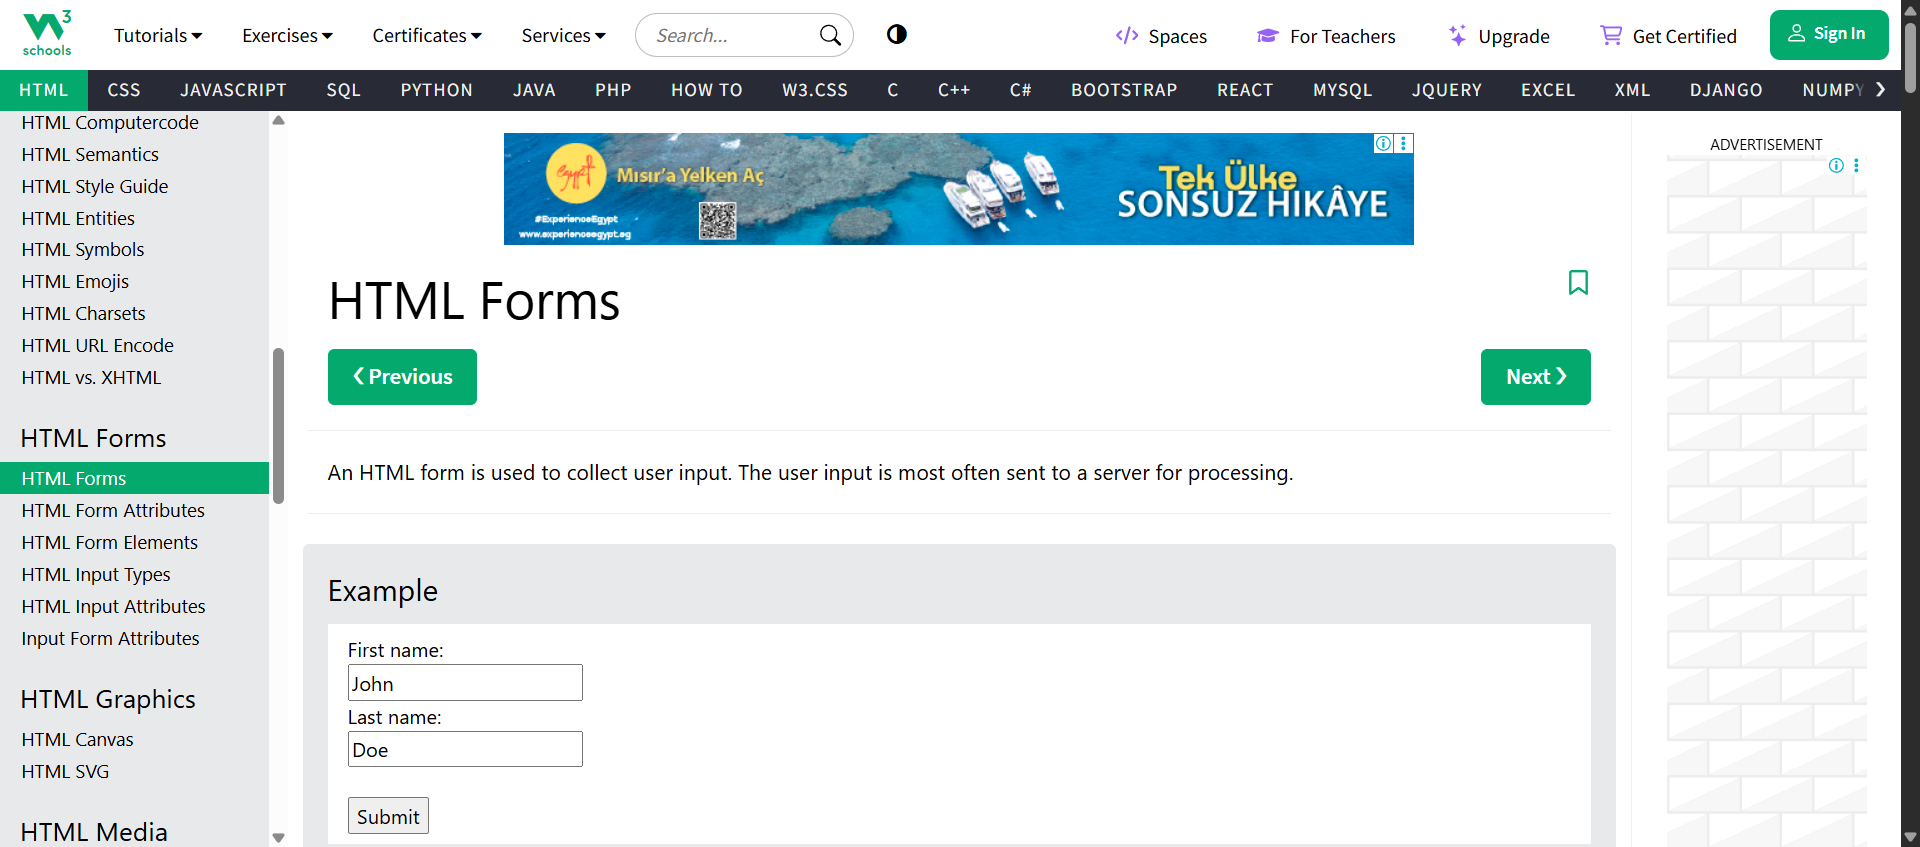 W3 schools
Tutorials Exercises Certificates Services Search... Spaces For Teachers Upgrade Get Certified Sign In
HTML CSS JAVASCRIPT SQL PYTHON JAVA PHP HOW TO W3.CSS C C++ C# BOOTSTRAP REACT MYSQL JQUERY EXCEL XML DJANGO NUMPY
HTML Computercode
HTML Semantics
HTML Style Guide
HTML Entities
HTML Symbols
HTML Emojis
HTML Charsets
HTML URL Encode
HTML vs. XHTML
HTML Forms
HTML Forms
HTML Form Attributes
HTML Form Elements
HTML Input Types
HTML Input Attributes
Input Form Attributes
HTML Graphics
HTML Canvas
HTML SVG
HTML Media
egypt
Mısır'a Yelken Aç
#ExperienceEgypt
www.experienceegypt.eg
Tek Ülke
SONSUZ HİKÂYE
HTML Forms
❮ Previous
Next ❯
An HTML form is used to collect user input. The user input is most often sent to a server for processing.
Example
First name:
John
Last name:
Doe
Submit
ADVERTISEMENT